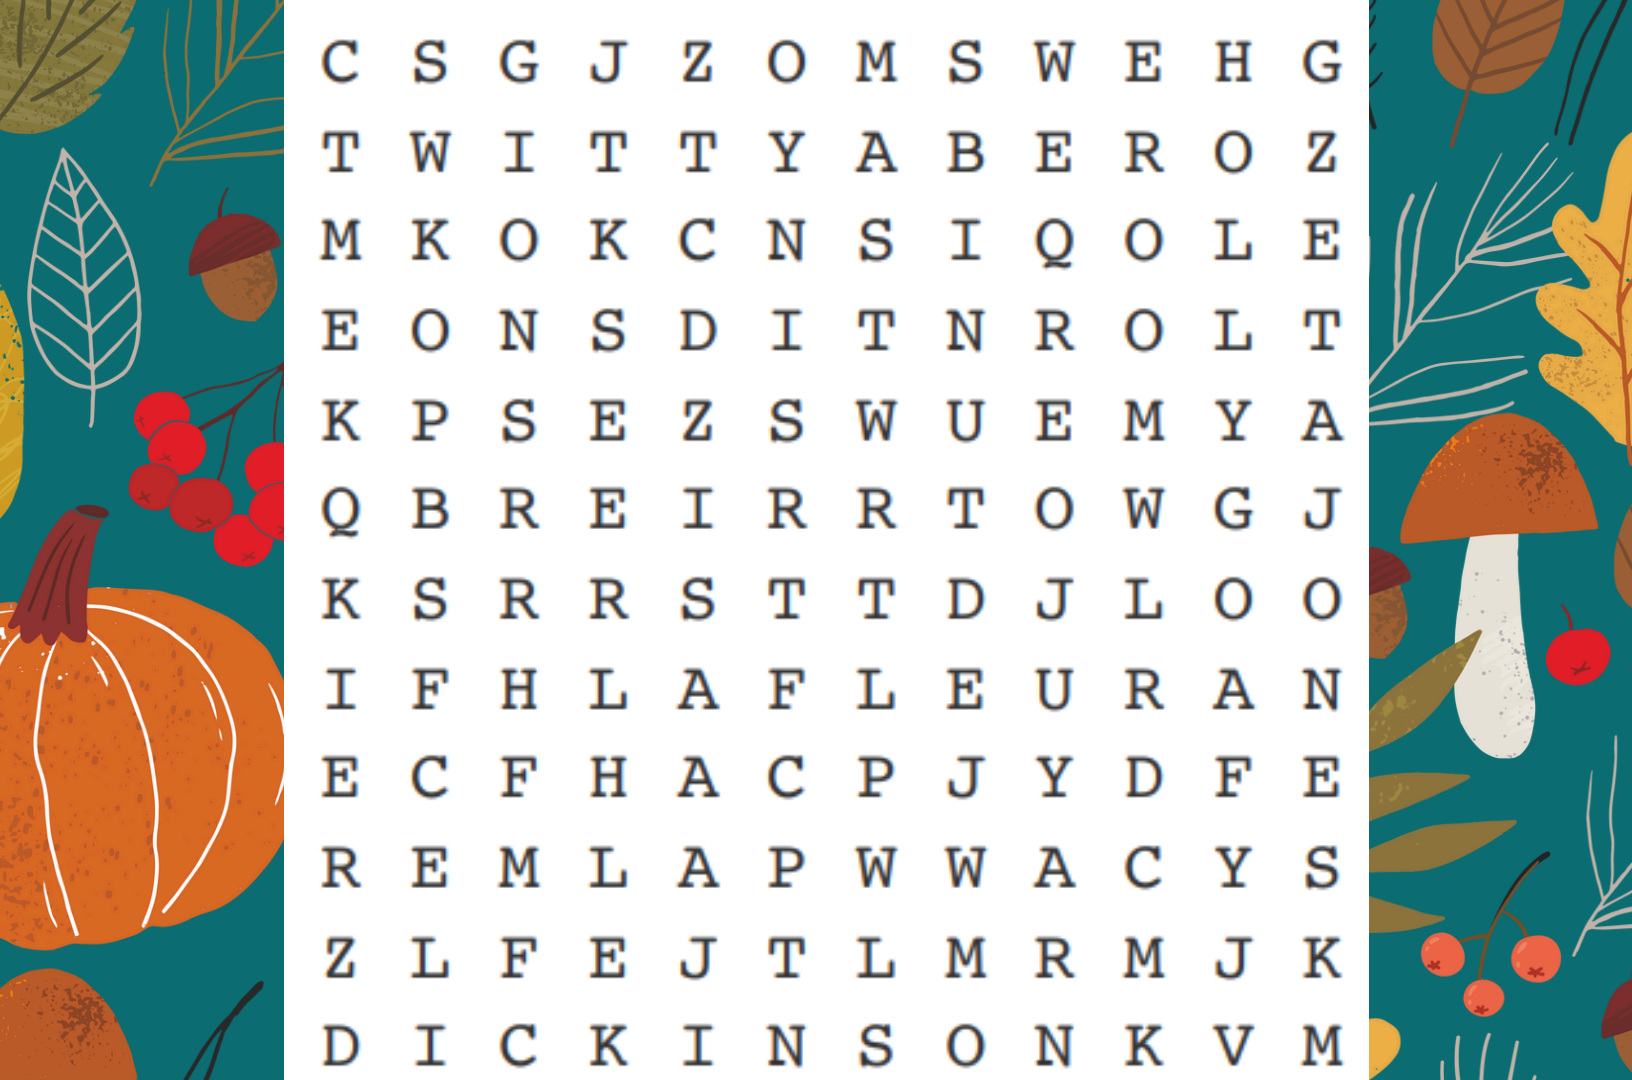 C S G J Z O M S W E H G
T W I T T Y A B E R O Z
M K O K C N S I Q O L E
E O N S D I T N R O L T
K P S E Z S W U E M Y A
Q B R E I R R T O W G J
K S R R S T T D J L O O
I F H L A F L E U R A N
E C F H A C P J Y D F E
R E M L A P W W A C Y S
Z L F E J T L M R M J K
D I C K I N S O N K V M